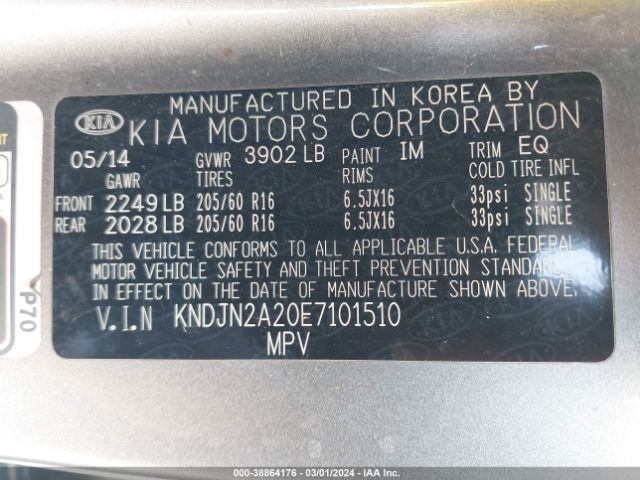 MANUFACTURED IN KOREA BY
KIA KIA MOTORS CORPORATION
05/14 GVWR 3902 LB PAINT IM TRIM EQ
GAWR TIRES RIMS COLD TIRE INFL
FRONT 2249 LB 205/60 R16 6.5JX16 33psi SINGLE
REAR 2028 LB 205/60 R16 6.5JX16 33psi SINGLE
THIS VEHICLE CONFORMS TO ALL APPLICABLE U.S.A. FEDERAL
MOTOR VEHICLE SAFETY AND THEFT PREVENTION STANDARDS
IN EFFECT ON THE DATE OF MANUFACTURE SHOWN ABOVE.
V.I.N KNDJN2A20E7101510
MPV
P70
000-38864176 — 03/01/2024 — IAA Inc.